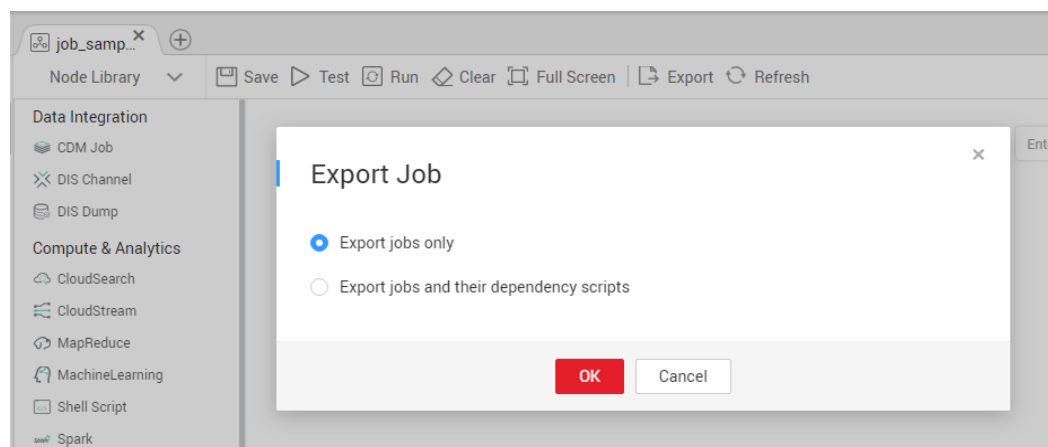 job_samp...
Node Library Save Test Run Clear Full Screen Export Refresh
Data Integration
CDM Job
DIS Channel
DIS Dump
Compute & Analytics
CloudSearch
CloudStream
MapReduce
MachineLearning
Shell Script
Spark
Export Job
Export jobs only
Export jobs and their dependency scripts
OK Cancel